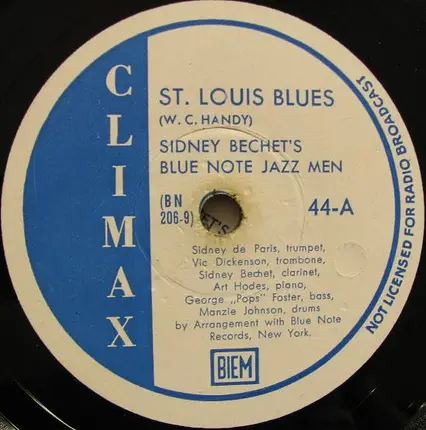 CLIMAX
ST. LOUIS BLUES
(W. C. HANDY)
SIDNEY BECHET'S
BLUE NOTE JAZZ MEN
(BN
206-9)
44-A
ET'S
Sidney de Paris, trumpet,
Vic Dickenson, trombone,
Sidney Bechet, clarinet,
Art Hodes, piano,
George „Pops" Foster, bass,
Manzie Johnson, drums
by Arrangement with Blue Note
Records, New York.
BIEM
NOT LICENSED FOR RADIO BROADCAST